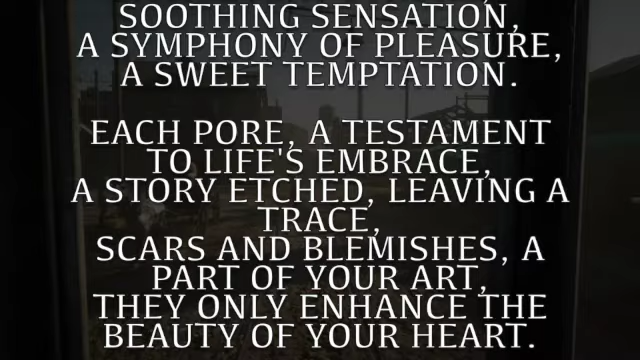 SOOTHING SENSATION,
A SYMPHONY OF PLEASURE,
A SWEET TEMPTATION.
EACH PORE, A TESTAMENT
TO LIFE'S EMBRACE,
A STORY ETCHED, LEAVING A
TRACE,
SCARS AND BLEMISHES, A
PART OF YOUR ART,
THEY ONLY ENHANCE THE
BEAUTY OF YOUR HEART.